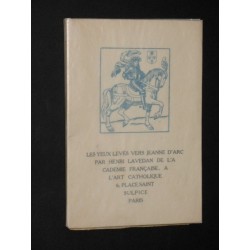 LES YEUX LEVÉS VERS JEANNE D'ARC
PAR HENRI LAVEDAN DE L'A-
CADEMIE FRANÇAISE. A
L'ART CATHOLIQUE
6, PLACE SAINT
SULPICE
PARIS